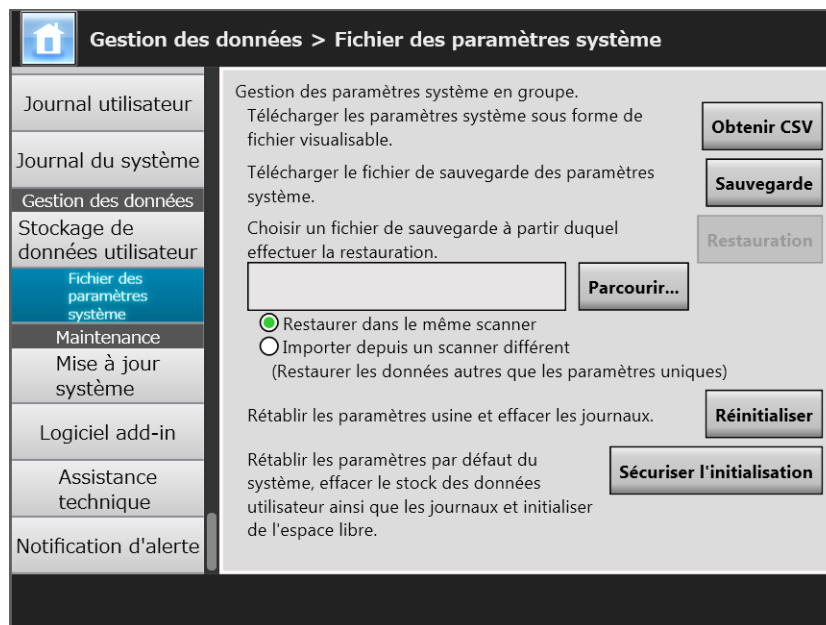 Gestion des données > Fichier des paramètres système
Journal utilisateur
Journal du système
Gestion des données
Stockage de
données utilisateur
Fichier des
paramètres
système
Maintenance
Mise à jour
système
Logiciel add-in
Assistance
technique
Notification d'alerte
Gestion des paramètres système en groupe.
Télécharger les paramètres système sous forme de
fichier visualisable.
Obtenir CSV
Télécharger le fichier de sauvegarde des paramètres
système.
Sauvegarde
Choisir un fichier de sauvegarde à partir duquel
effectuer la restauration.
Restauration
Parcourir...
Restaurer dans le même scanner
Importer depuis un scanner différent
(Restaurer les données autres que les paramètres uniques)
Rétablir les paramètres usine et effacer les journaux.
Réinitialiser
Rétablir les paramètres par défaut du
système, effacer le stock des données
utilisateur ainsi que les journaux et initialiser
de l'espace libre.
Sécuriser l'initialisation